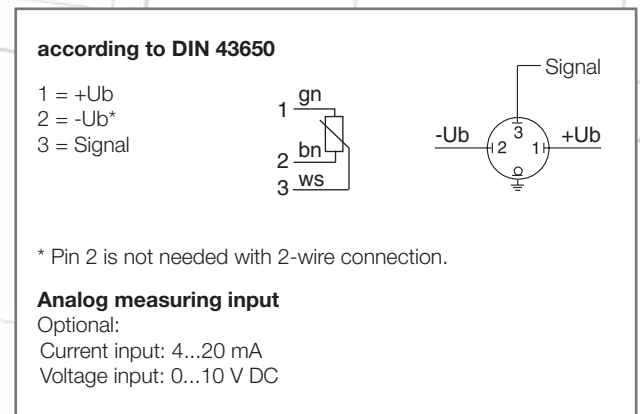 according to DIN 43650
1 = +Ub
2 = -Ub*
3 = Signal
1 gn
2 bn
3 ws
Signal
-Ub 2 3 1 +Ub
* Pin 2 is not needed with 2-wire connection.
Analog measuring input
Optional:
Current input: 4...20 mA
Voltage input: 0...10 V DC